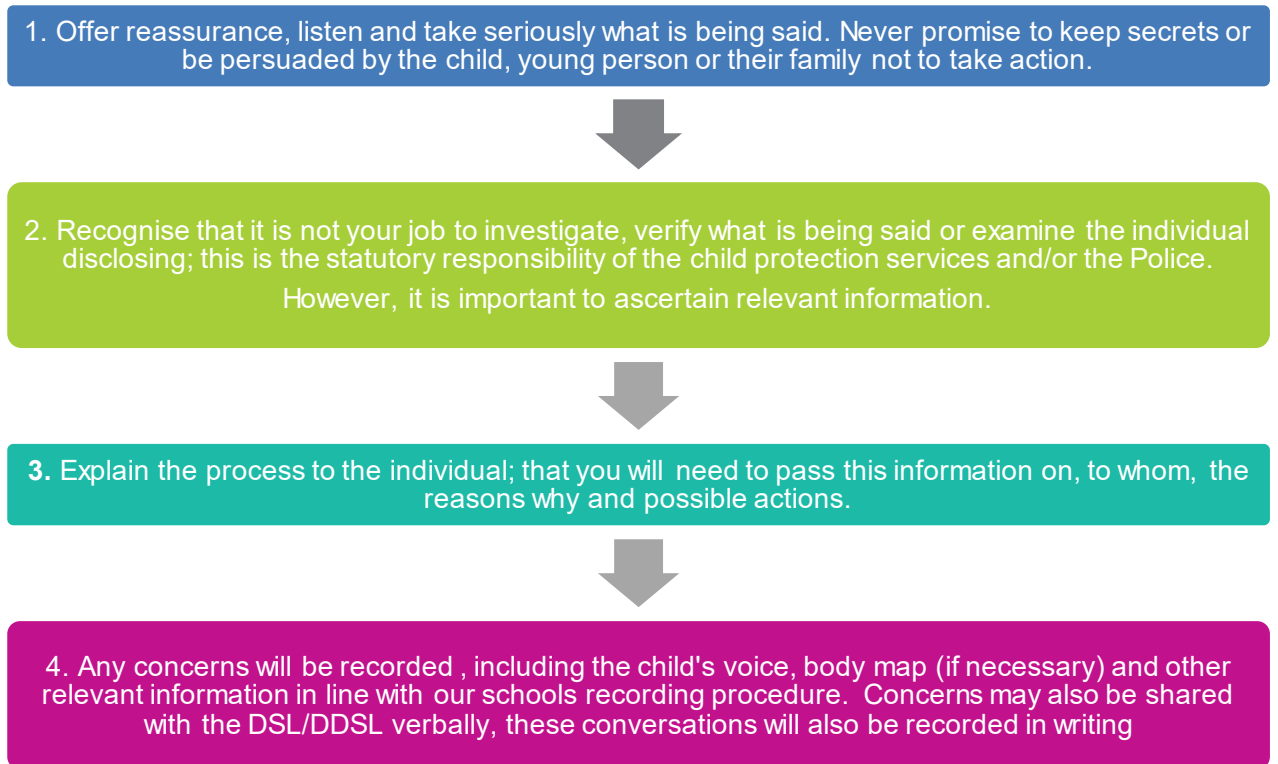 1. Offer reassurance, listen and take seriously what is being said. Never promise to keep secrets or
be persuaded by the child, young person or their family not to take action.
2. Recognise that it is not your job to investigate, verify what is being said or examine the individual
disclosing; this is the statutory responsibility of the child protection services and/or the Police.
However, it is important to ascertain relevant information.
3. Explain the process to the individual; that you will need to pass this information on, to whom, the
reasons why and possible actions.
4. Any concerns will be recorded , including the child's voice, body map (if necessary) and other
relevant information in line with our schools recording procedure. Concerns may also be shared
with the DSL/DDSL verbally, these conversations will also be recorded in writing